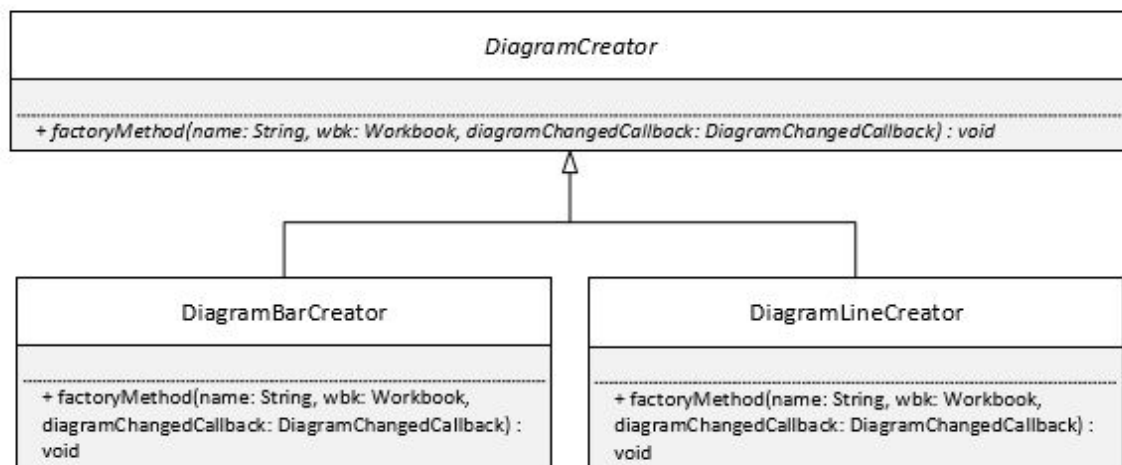 DiagramCreator
+ factoryMethod(name: String, wbk: Workbook, diagramChangedCallback: DiagramChangedCallback) : void
DiagramBarCreator
+ factoryMethod(name: String, wbk: Workbook,
diagramChangedCallback: DiagramChangedCallback) :
void
DiagramLineCreator
+ factoryMethod(name: String, wbk: Workbook,
diagramChangedCallback: DiagramChangedCallback) :
void